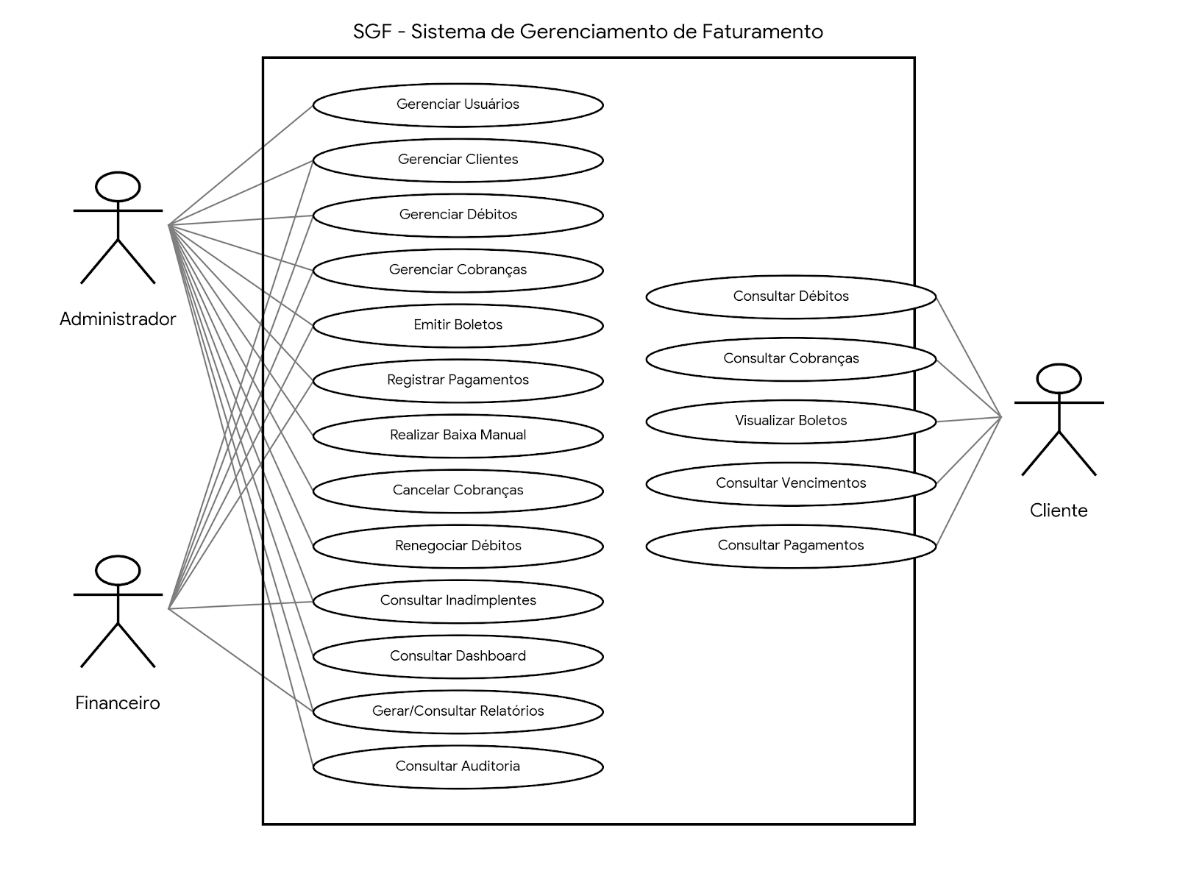 SGF - Sistema de Gerenciamento de Faturamento
Gerenciar Usuários
Gerenciar Clientes
Gerenciar Débitos
Gerenciar Cobranças
Emitir Boletos
Registrar Pagamentos
Realizar Baixa Manual
Cancelar Cobranças
Renegociar Débitos
Consultar Inadimplentes
Consultar Dashboard
Gerar/Consultar Relatórios
Consultar Auditoria
Administrador
Financeiro
Consultar Débitos
Consultar Cobranças
Visualizar Boletos
Consultar Vencimentos
Consultar Pagamentos
Cliente